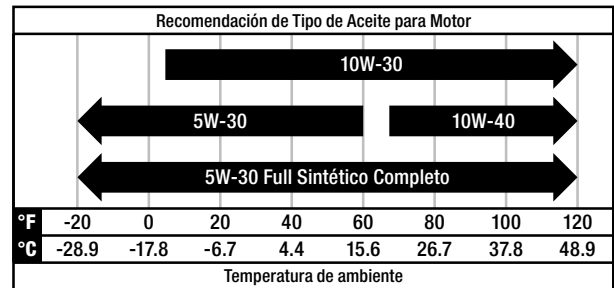 Recomendación de Tipo de Aceite para Motor
10W-30
5W-30 10W-40
5W-30 Full Sintético Completo
°F -20 0 20 40 60 80 100 120
°C -28.9 -17.8 -6.7 4.4 15.6 26.7 37.8 48.9
Temperatura de ambiente